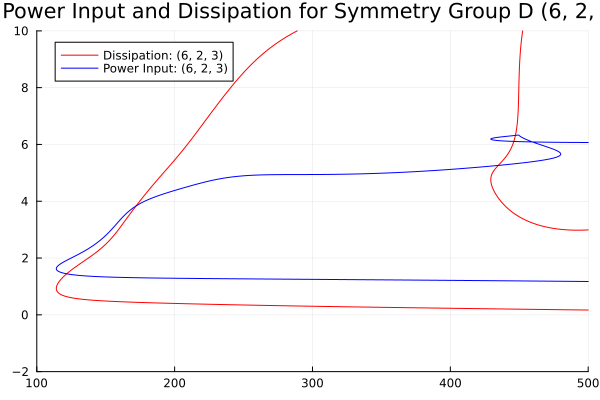 Power Input and Dissipation for Symmetry Group D (6, 2,
Dissipation: (6, 2, 3)
Power Input: (6, 2, 3)
10
8
6
4
2
0
−2
100 200 300 400 500